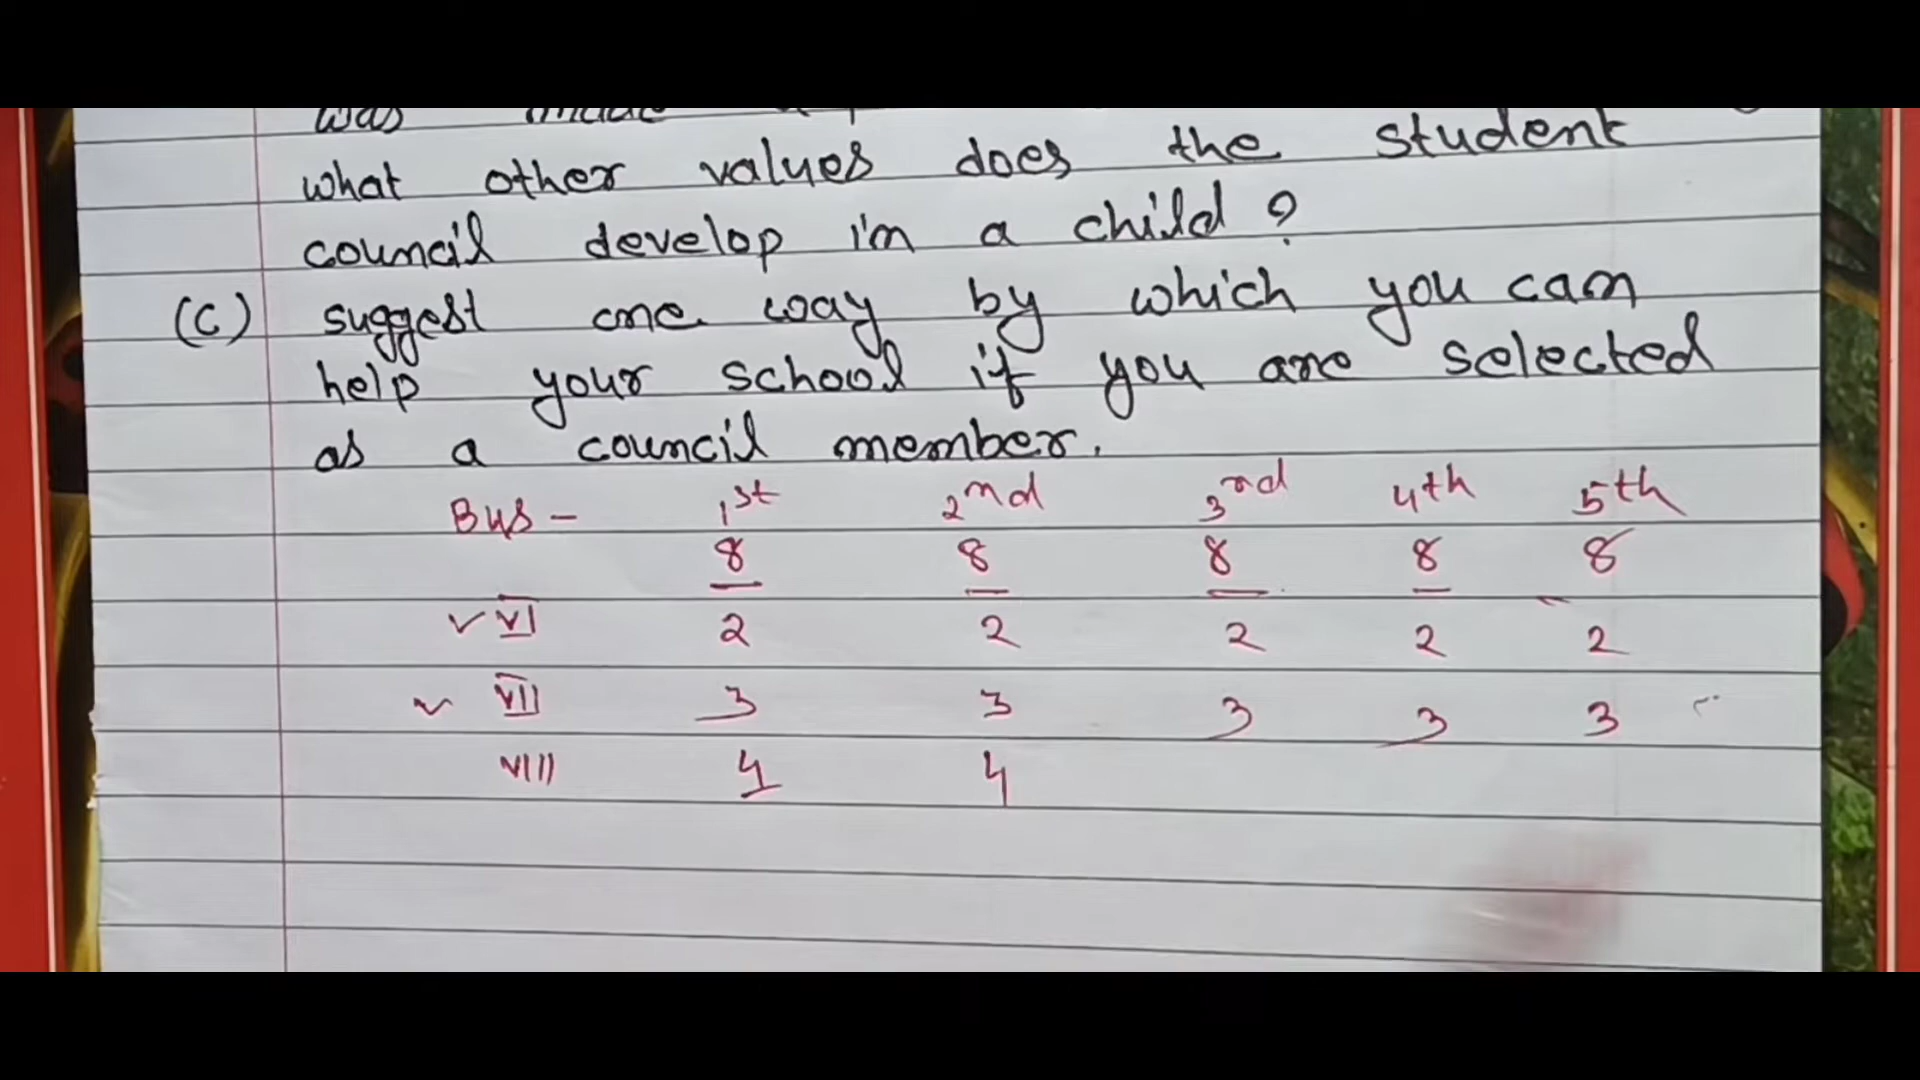 was made
what other values does the student
council develop in a child ?
(C) suggest one way by which you can
help your school if you are selected
as a council member.
Bus - 1st 2nd 3rd 4th 5th
8 8 8 8 8
✓ VI 2 2 2 2 2
✓ VII 3 3 3 3 3
VIII 4 4